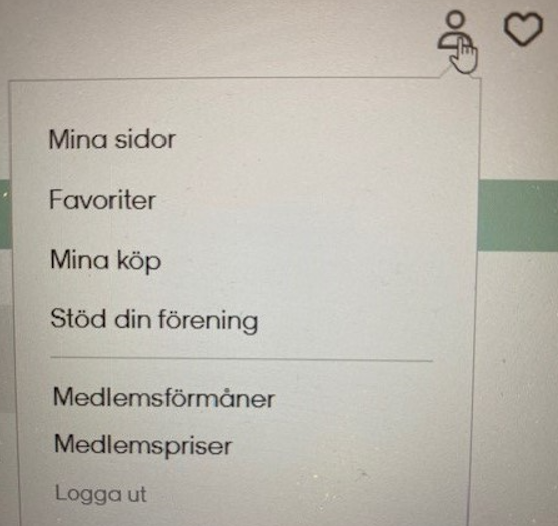 Mina sidor
Favoriter
Mina köp
Stöd din förening
Medlemsförmåner
Medlemspriser
Logga ut